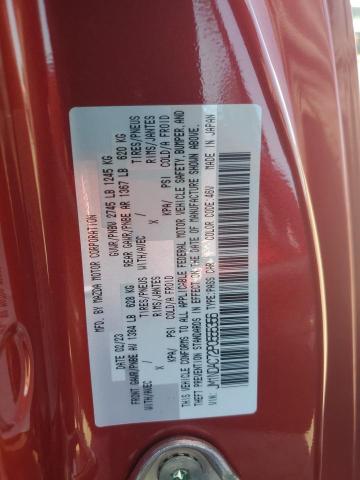 MFD. BY MAZDA MOTOR CORPORATION
02/23 GVWR/PNBV 2745 LB 1245 KG
FRONT GAWR/PNBE AV 1384 LB 628 KG REAR GAWR/PNBE AR 1367 LB 620 KG
WITH/AVEC TIRES/PNEUS WITH/AVEC TIRES/PNEUS
/ X RIMS/JANTES / X RIMS/JANTES
KPA/ PSI COLD/A FROID KPA/ PSI COLD/A FROID
THIS VEHICLE CONFORMS TO ALL APPLICABLE FEDERAL MOTOR VEHICLE SAFETY, BUMPER, AND
THEFT PREVENTION STANDARDS IN EFFECT ON THE DATE OF MANUFACTURE SHOWN ABOVE.
VIN: TYPE:PASS.CAR COLOR CODE:46V MADE IN JAPAN